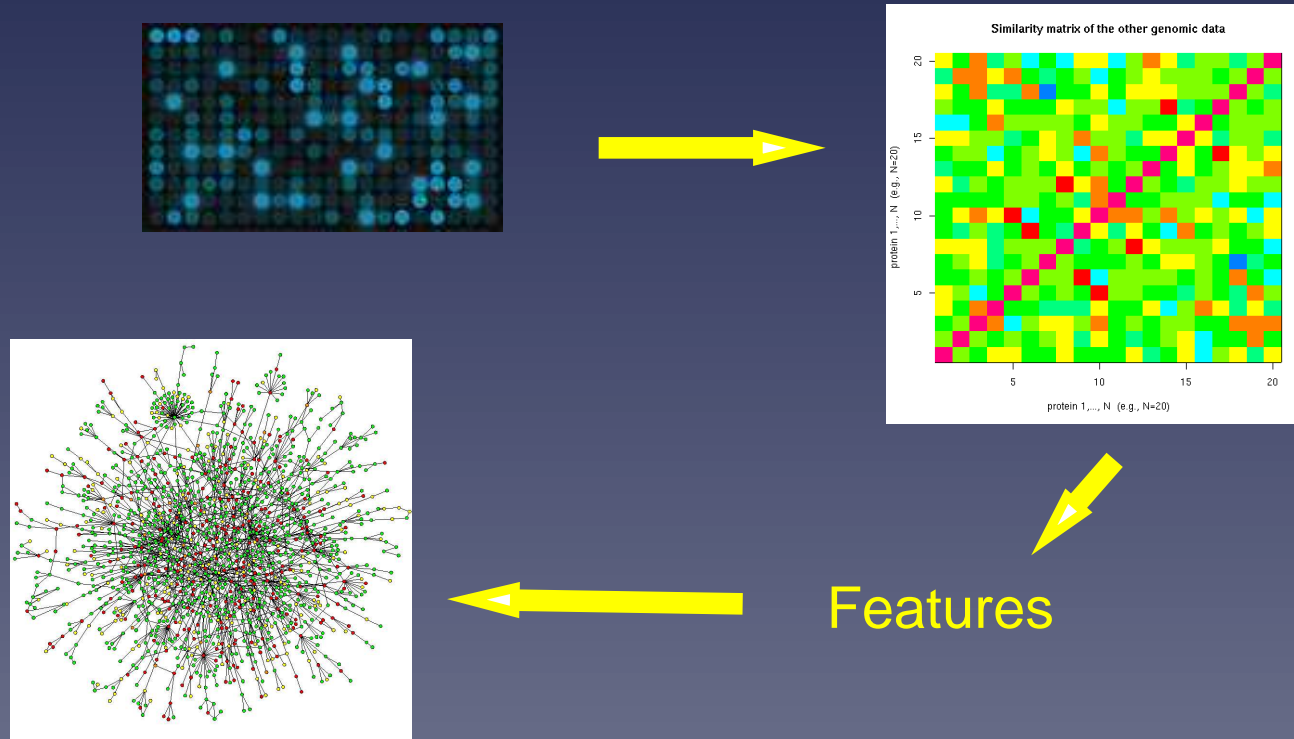 Similarity matrix of the other genomic data
protein 1,..., N (e.g., N=20)
20
15
10
5
5
10
15
20
protein 1,..., N (e.g., N=20)
Features